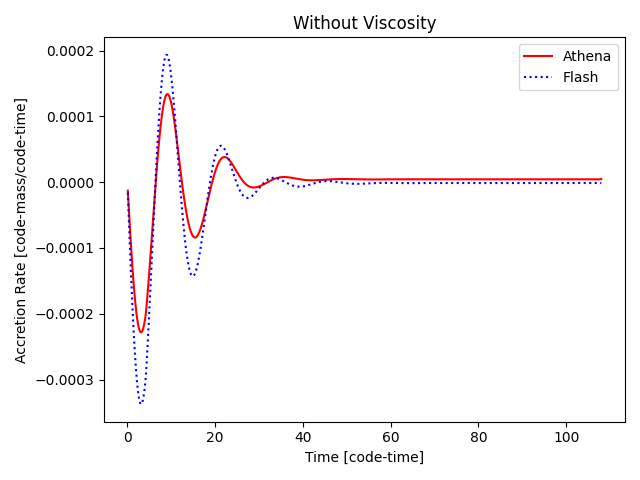 Without Viscosity
Athena
Flash
0.0002
0.0001
0.0000
−0.0001
−0.0002
−0.0003
Accretion Rate [code-mass/code-time]
0
20
40
60
80
100
Time [code-time]